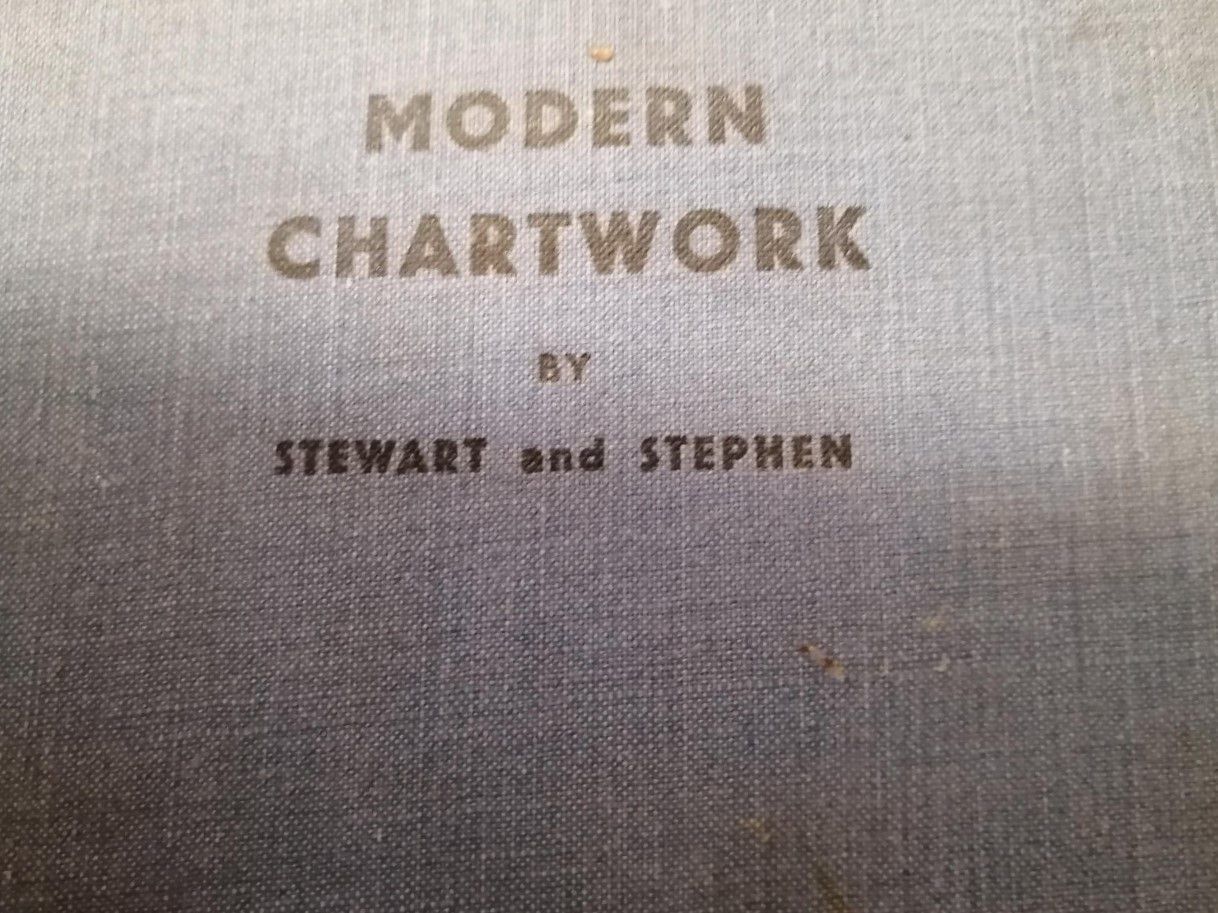 MODERN
CHARTWORK
BY
STEWART and STEPHEN